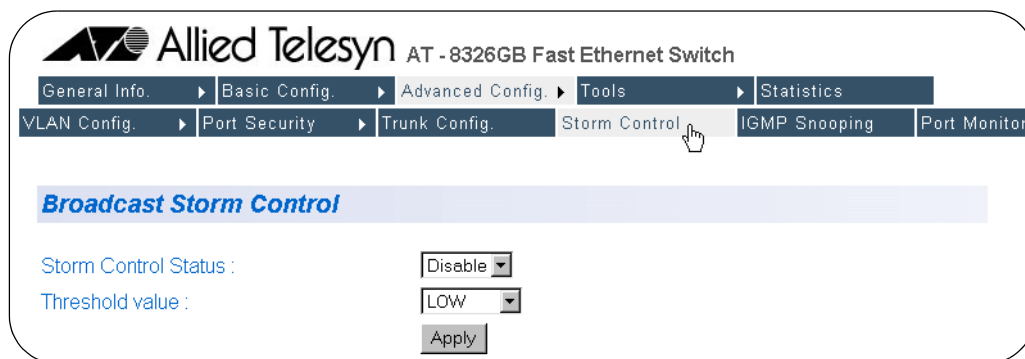 Allied Telesyn AT - 8326GB Fast Ethernet Switch
General Info. Basic Config. Advanced Config. Tools Statistics
VLAN Config. Port Security Trunk Config. Storm Control IGMP Snooping Port Monitor
Broadcast Storm Control
Storm Control Status : Disable
Threshold value : LOW
Apply